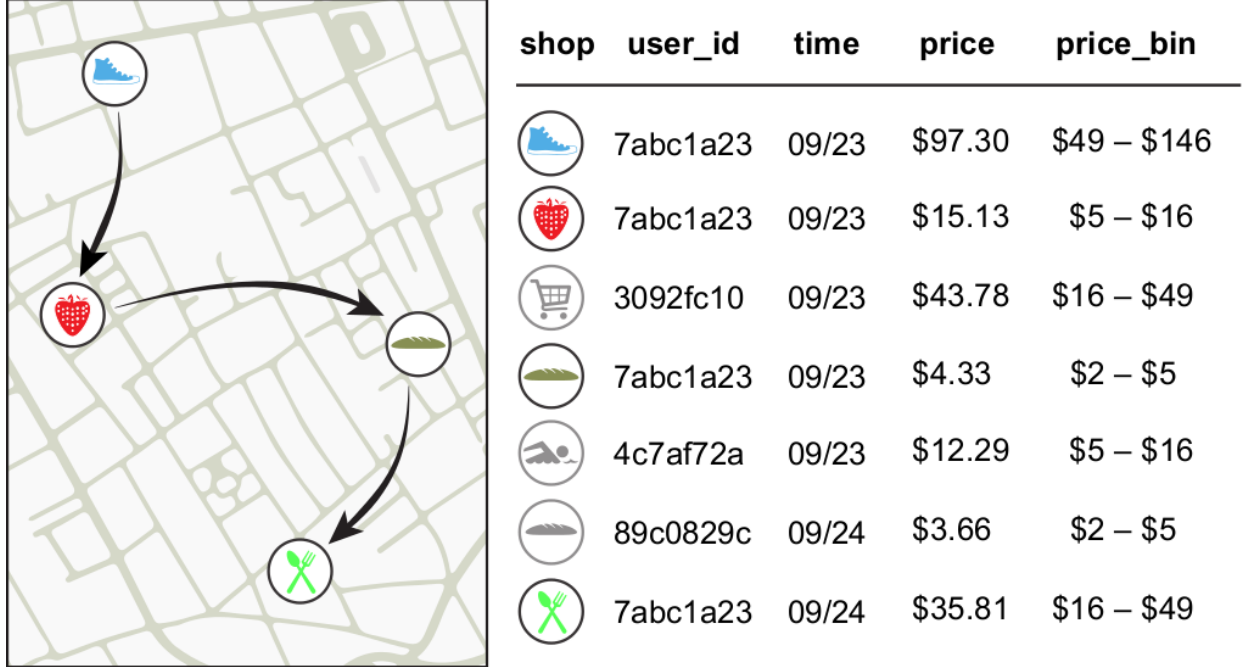 shop user_id time price price_bin
7abc1a23 09/23 $97.30 $49 – $146
7abc1a23 09/23 $15.13 $5 – $16
3092fc10 09/23 $43.78 $16 – $49
7abc1a23 09/23 $4.33 $2 – $5
4c7af72a 09/23 $12.29 $5 – $16
89c0829c 09/24 $3.66 $2 – $5
7abc1a23 09/24 $35.81 $16 – $49